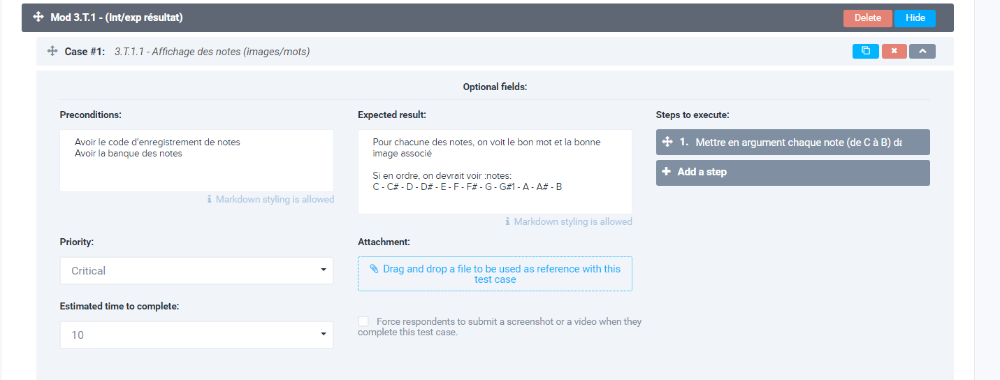 Mod 3.T.1 - (Int/exp résultat)
Delete
Hide
Case #1: 3.T.1.1 - Affichage des notes (images/mots)
Optional fields:
Preconditions:
Avoir le code d'enregistrement de notes
Avoir la banque des notes
Markdown styling is allowed
Expected result:
Pour chacune des notes, on voit le bon mot et la bonne
image associé
Si en ordre, on devrait voir :notes:
C - C# - D - D# - E - F - F# - G - G#1 - A - A# - B
Markdown styling is allowed
Steps to execute:
1. Mettre en argument chaque note (de C à B) da
Add a step
Priority:
Critical
Attachment:
Drag and drop a file to be used as reference with this
test case
Estimated time to complete:
10
Force respondents to submit a screenshot or a video when they
complete this test case.